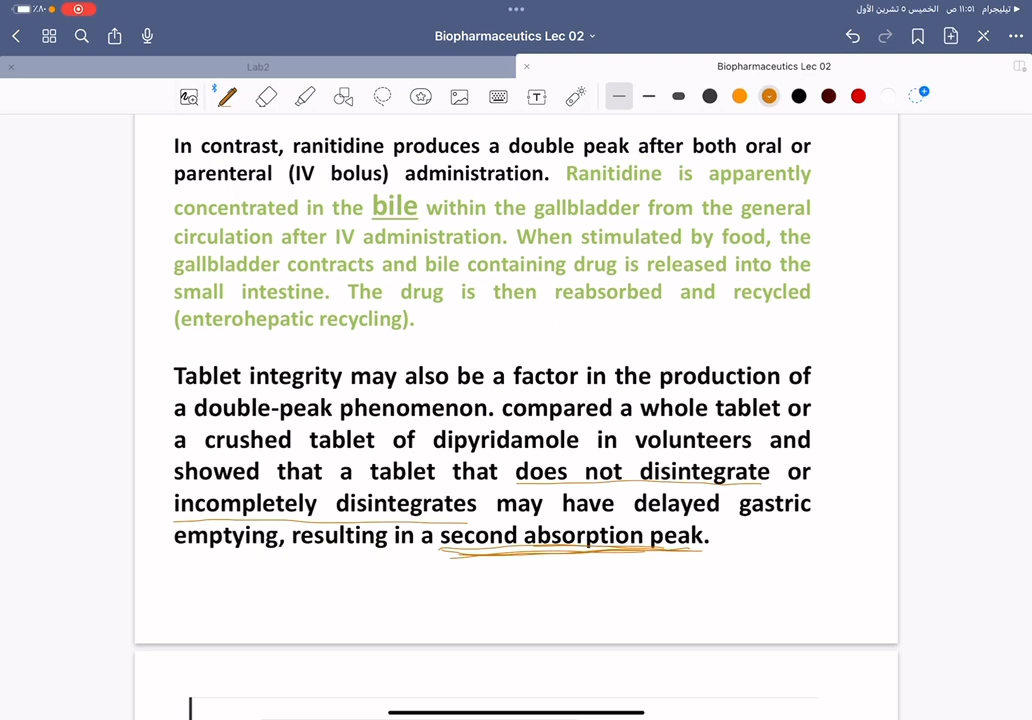 ٪٨٠
تيليجرام ١١:٥١ ص الخميس ٥ تشرين الأول
Biopharmaceutics Lec 02
Lab2
Biopharmaceutics Lec 02
In contrast, ranitidine produces a double peak after both oral or
parenteral (IV bolus) administration. Ranitidine is apparently
concentrated in the bile within the gallbladder from the general
circulation after IV administration. When stimulated by food, the
gallbladder contracts and bile containing drug is released into the
small intestine. The drug is then reabsorbed and recycled
(enterohepatic recycling).
Tablet integrity may also be a factor in the production of
a double-peak phenomenon. compared a whole tablet or
a crushed tablet of dipyridamole in volunteers and
showed that a tablet that does not disintegrate or
incompletely disintegrates may have delayed gastric
emptying, resulting in a second absorption peak.